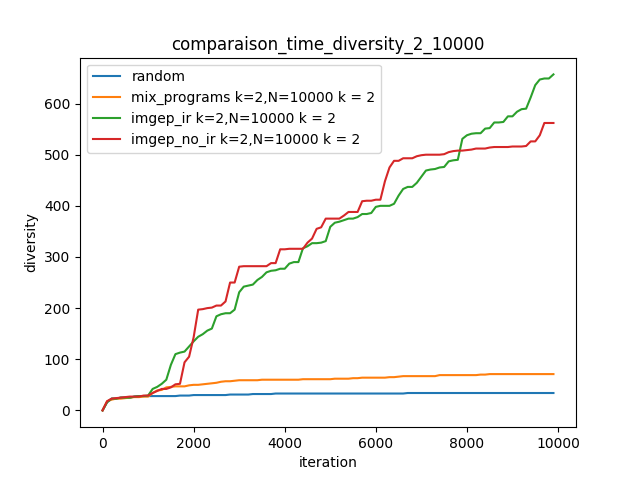 comparaison_time_diversity_2_10000
random
mix_programs k=2,N=10000 k = 2
imgep_ir k=2,N=10000 k = 2
imgep_no_ir k=2,N=10000 k = 2
600
500
400
300
200
100
0
diversity
0 2000 4000 6000 8000 10000
iteration